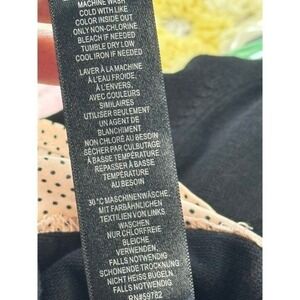 MACHINE WASH
COLD WITH LIKE
COLOR INSIDE OUT
ONLY NON-CHLORINE
BLEACH IF NEEDED
TUMBLE DRY LOW
COOL IRON IF NEEDED
LAVER À LA MACHINE
À L'EAU FROIDE,
À L'ENVERS,
AVEC COULEURS
SIMILAIRES
UTILISER SEULEMENT
UN AGENT DE
BLANCHIMENT
NON CHLORÉ AU BESOIN
SÉCHER PAR CULBUTAGE
À BASSE TEMPÉRATURE
REPASSER À BASSE
TEMPÉRATURE
AU BESOIN
30°C MASCHINENWÄSCHE,
MIT FARBÄHNLICHEN
TEXTILIEN VON LINKS
WASCHEN
NUR CHLORFREIE
BLEICHE
VERWENDEN,
FALLS NOTWENDIG
SCHONENDE TROCKNUNG
NICHT HEISS BÜGELN,
FALLS NOTWENDIG
RN#59782